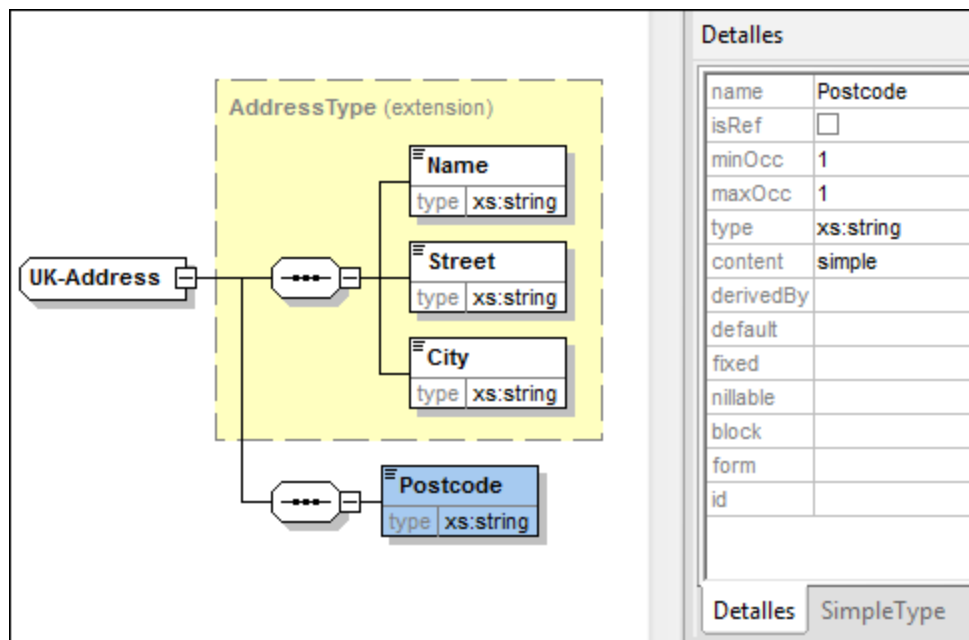 AddressType (extension)
Name
type xs:string
Street
type xs:string
UK-Address
City
type xs:string
Postcode
type xs:string
Detalles
name Postcode
isRef
minOcc 1
maxOcc 1
type xs:string
content simple
derivedBy
default
fixed
nillable
block
form
id
Detalles SimpleType